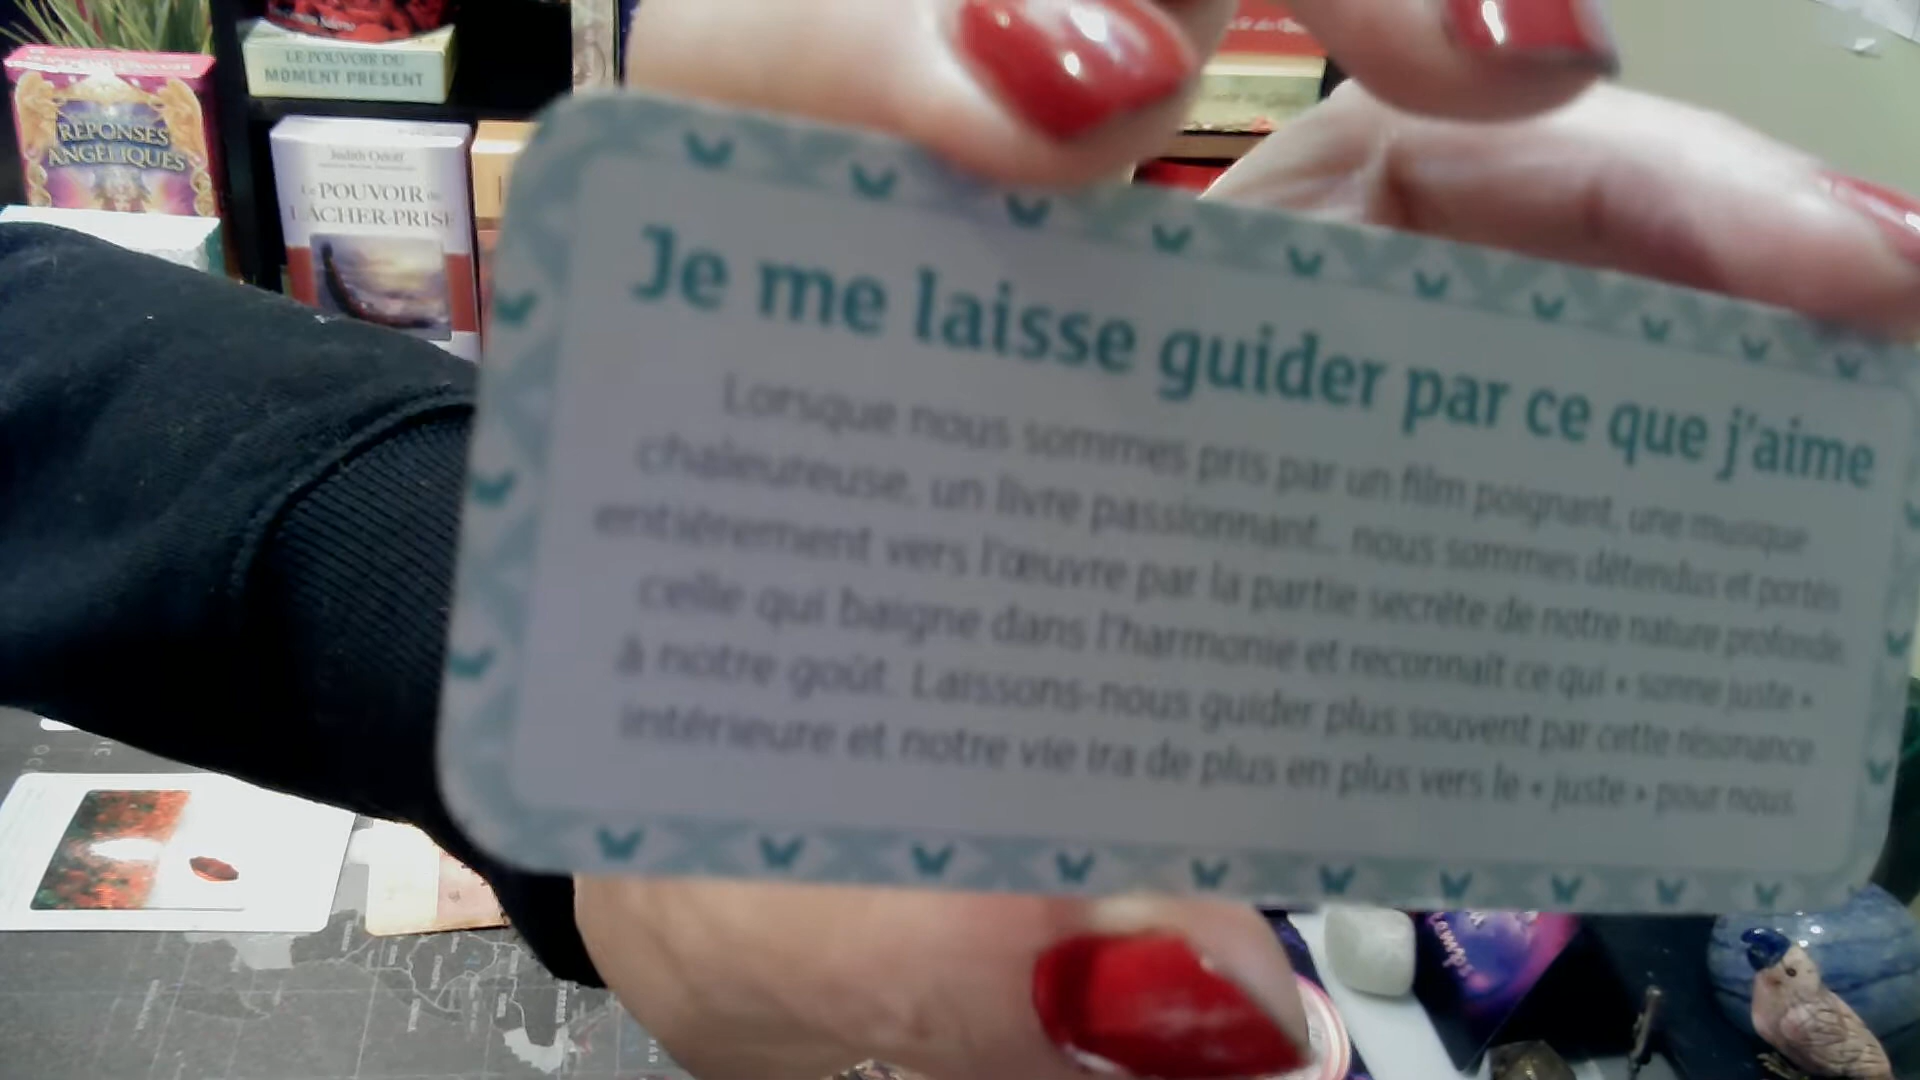 LE POUVOIR DU
MOMENT PRÉSENT
RÉPONSES
ANGÉLIQUES
Judith Orloff
Le POUVOIR du
LÂCHER-PRISE
Je me laisse guider par ce que j'aime
Lorsque nous sommes pris par un film poignant, une musique
chaleureuse, un livre passionnant... nous sommes détendus et portés
entièrement vers l'œuvre par la partie secrète de notre nature profonde,
celle qui baigne dans l'harmonie et reconnaît ce qui « sonne juste »
à notre goût. Laissons-nous guider plus souvent par cette résonance
intérieure et notre vie ira de plus en plus vers le « juste » pour nous.
Temps